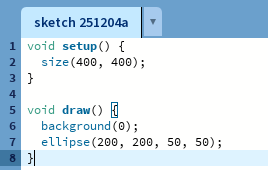 sketch 251204a
1 void setup() {
2   size(400, 400);
3 }
4
5 void draw() {
6   background(0);
7   ellipse(200, 200, 50, 50);
8 }